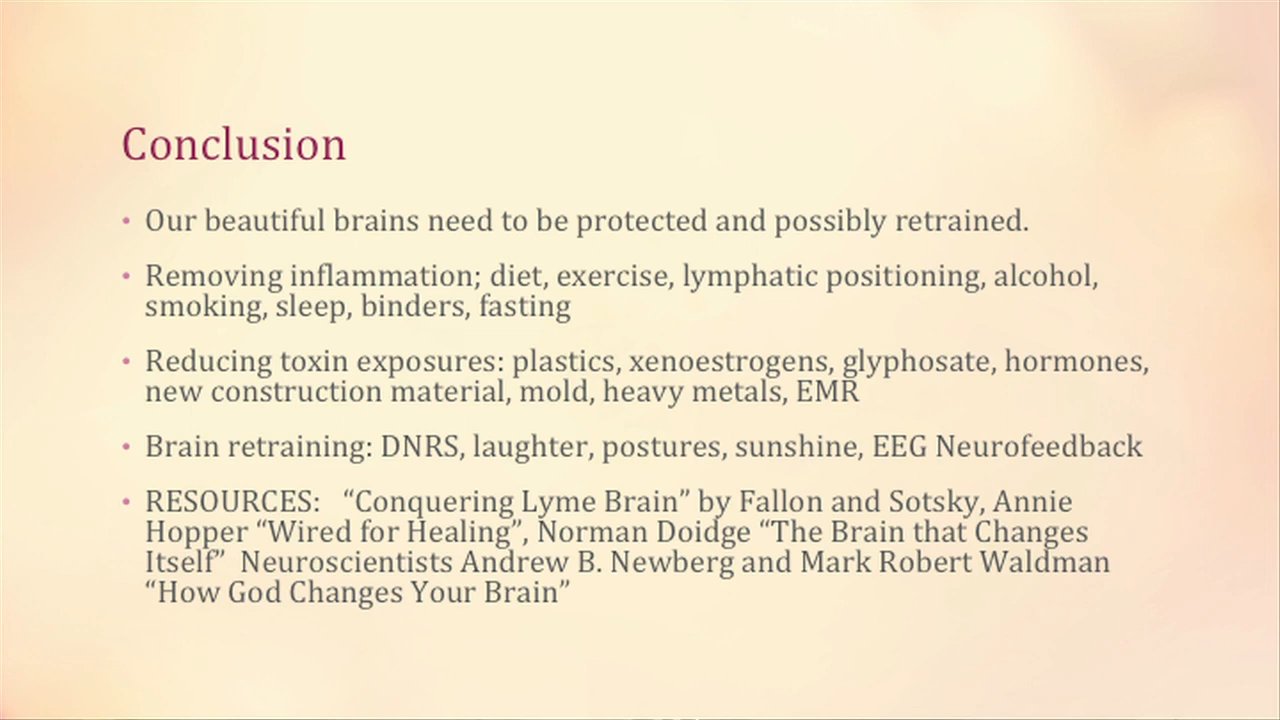 Conclusion
• Our beautiful brains need to be protected and possibly retrained.
• Removing inflammation; diet, exercise, lymphatic positioning, alcohol,
smoking, sleep, binders, fasting
• Reducing toxin exposures: plastics, xenoestrogens, glyphosate, hormones,
new construction material, mold, heavy metals, EMR
• Brain retraining: DNRS, laughter, postures, sunshine, EEG Neurofeedback
• RESOURCES:   “Conquering Lyme Brain” by Fallon and Sotsky, Annie
Hopper “Wired for Healing”, Norman Doidge “The Brain that Changes
Itself”  Neuroscientists Andrew B. Newberg and Mark Robert Waldman
“How God Changes Your Brain”